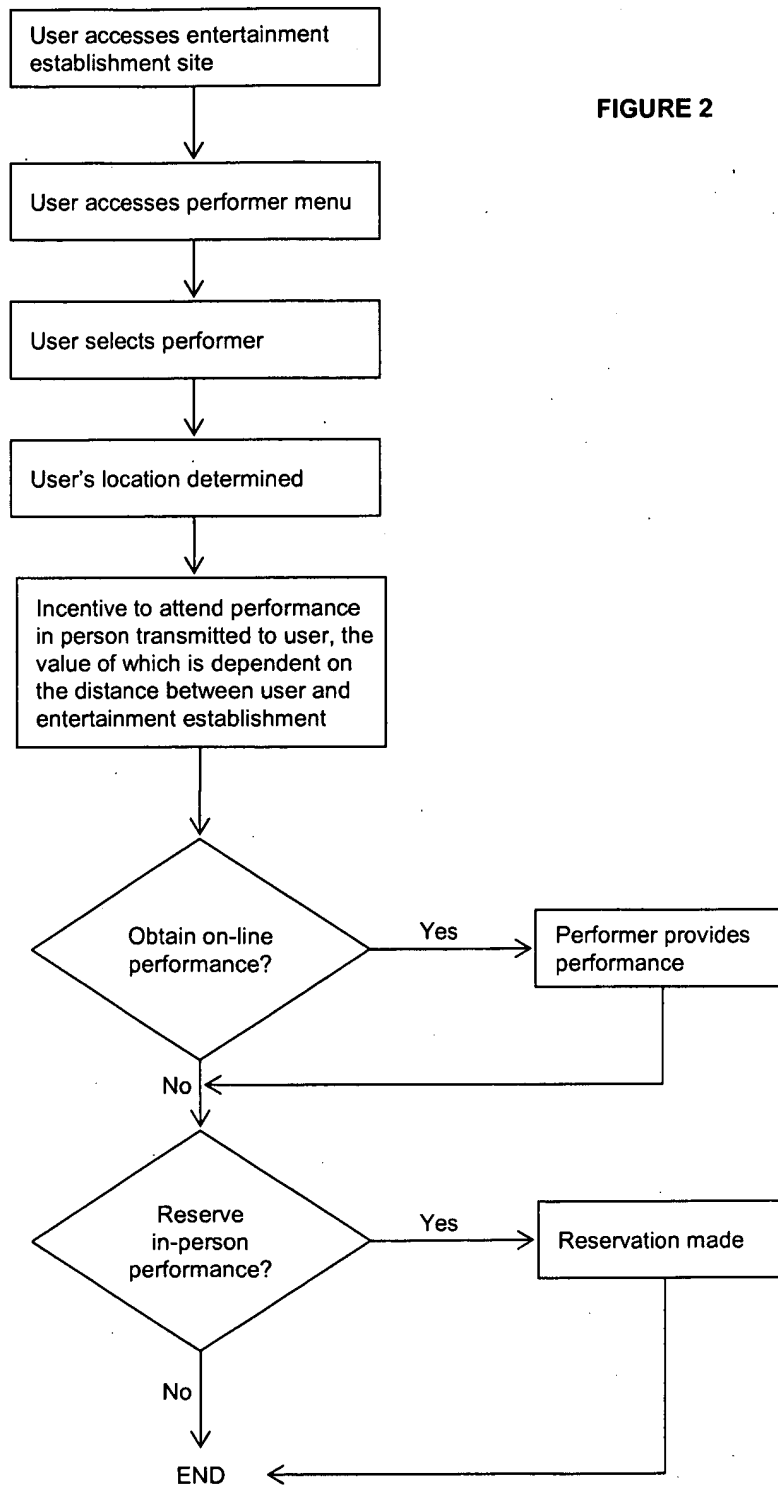 User accesses entertainment
establishment site
FIGURE 2
User accesses performer menu
User selects performer
User's location determined
Incentive to attend performance
in person transmitted to user, the
value of which is dependent on
the distance between user and
entertainment establishment
Obtain on-line
performance?
Yes
Performer provides
performance
No
Reserve
in-person
performance?
Yes
Reservation made
No
END